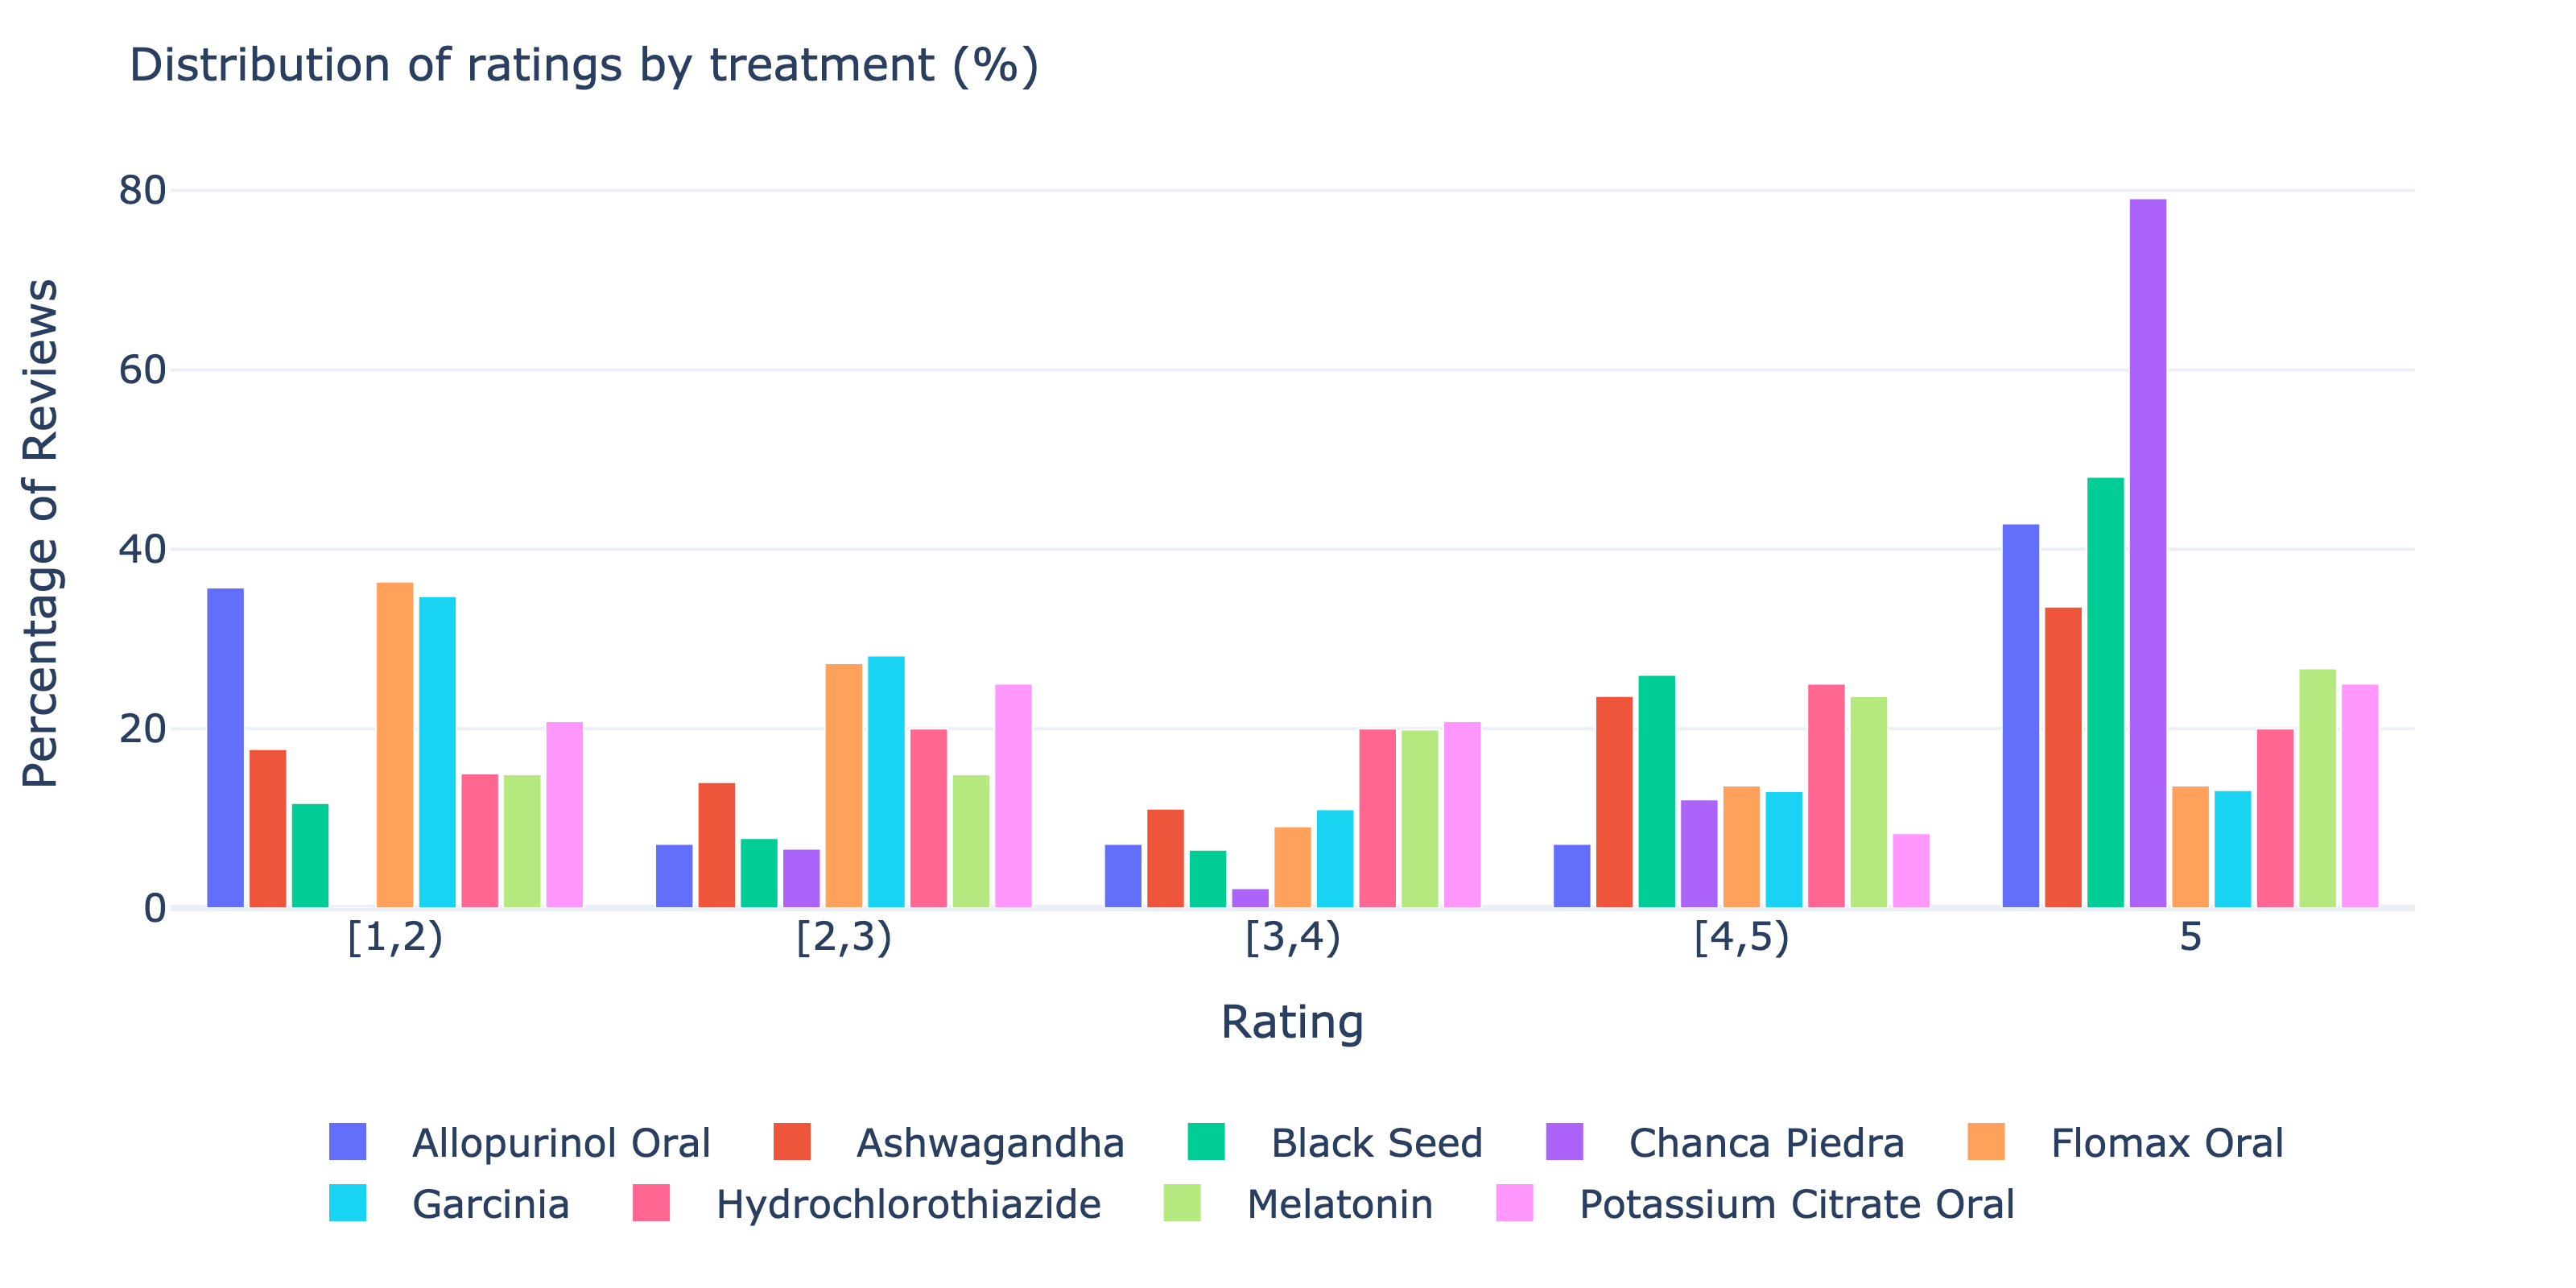 Distribution of ratings by treatment (%)
80
60
40
20
0
Percentage of Reviews
[1,2) [2,3) [3,4) [4,5) 5
Rating
Allopurinol Oral Ashwagandha Black Seed Chanca Piedra Flomax Oral
Garcinia Hydrochlorothiazide Melatonin Potassium Citrate Oral